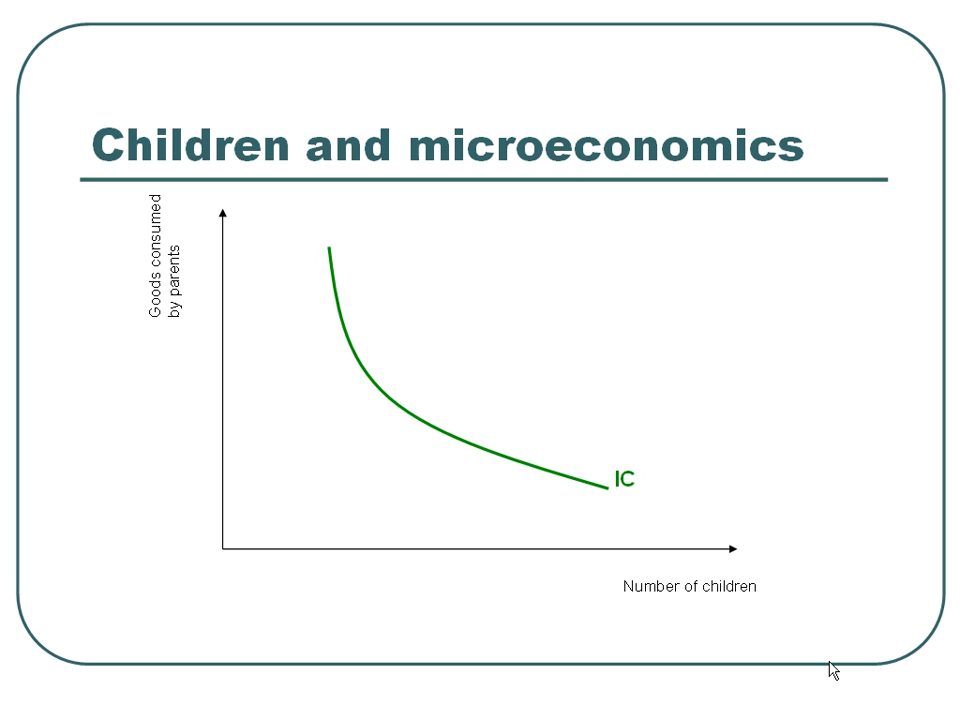 Children and microeconomics
Goods consumed
by parents
IC
Number of children